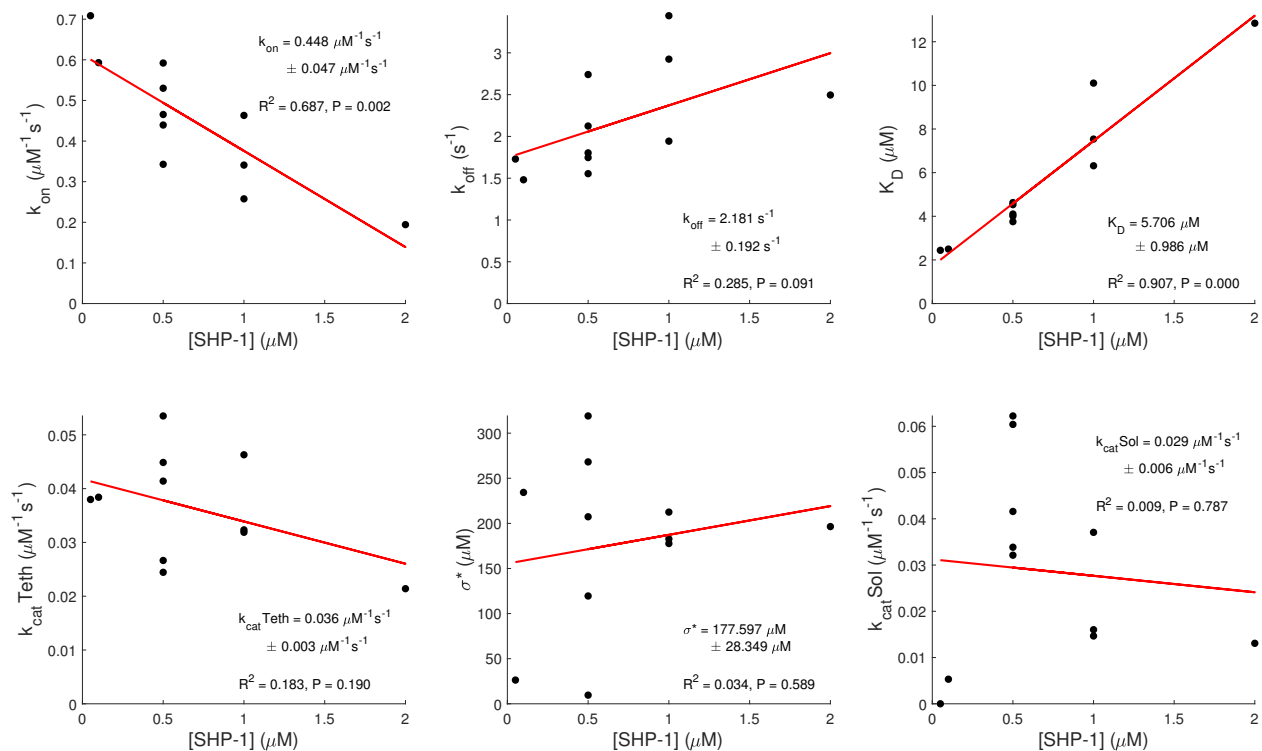 k_on (μM⁻¹ s⁻¹)
0.7
0.6
0.5
0.4
0.3
0.2
0.1
0
0 0.5 1 1.5 2
[SHP-1] (μM)
k_on = 0.448 μM⁻¹s⁻¹
± 0.047 μM⁻¹s⁻¹
R² = 0.687, P = 0.002
k_off (s⁻¹)
3
2.5
2
1.5
1
0.5
0
0 0.5 1 1.5 2
[SHP-1] (μM)
k_off = 2.181 s⁻¹
± 0.192 s⁻¹
R² = 0.285, P = 0.091
K_D (μM)
12
10
8
6
4
2
0
0 0.5 1 1.5 2
[SHP-1] (μM)
K_D = 5.706 μM
± 0.986 μM
R² = 0.907, P = 0.000
k_cat Teth (μM⁻¹ s⁻¹)
0.05
0.04
0.03
0.02
0.01
0
0 0.5 1 1.5 2
[SHP-1] (μM)
k_cat Teth = 0.036 μM⁻¹s⁻¹
± 0.003 μM⁻¹s⁻¹
R² = 0.183, P = 0.190
σ* (μM)
300
250
200
150
100
50
0
0 0.5 1 1.5 2
[SHP-1] (μM)
σ* = 177.597 μM
± 28.349 μM
R² = 0.034, P = 0.589
k_cat Sol (μM⁻¹ s⁻¹)
0.06
0.05
0.04
0.03
0.02
0.01
0
0 0.5 1 1.5 2
[SHP-1] (μM)
k_cat Sol = 0.029 μM⁻¹s⁻¹
± 0.006 μM⁻¹s⁻¹
R² = 0.009, P = 0.787